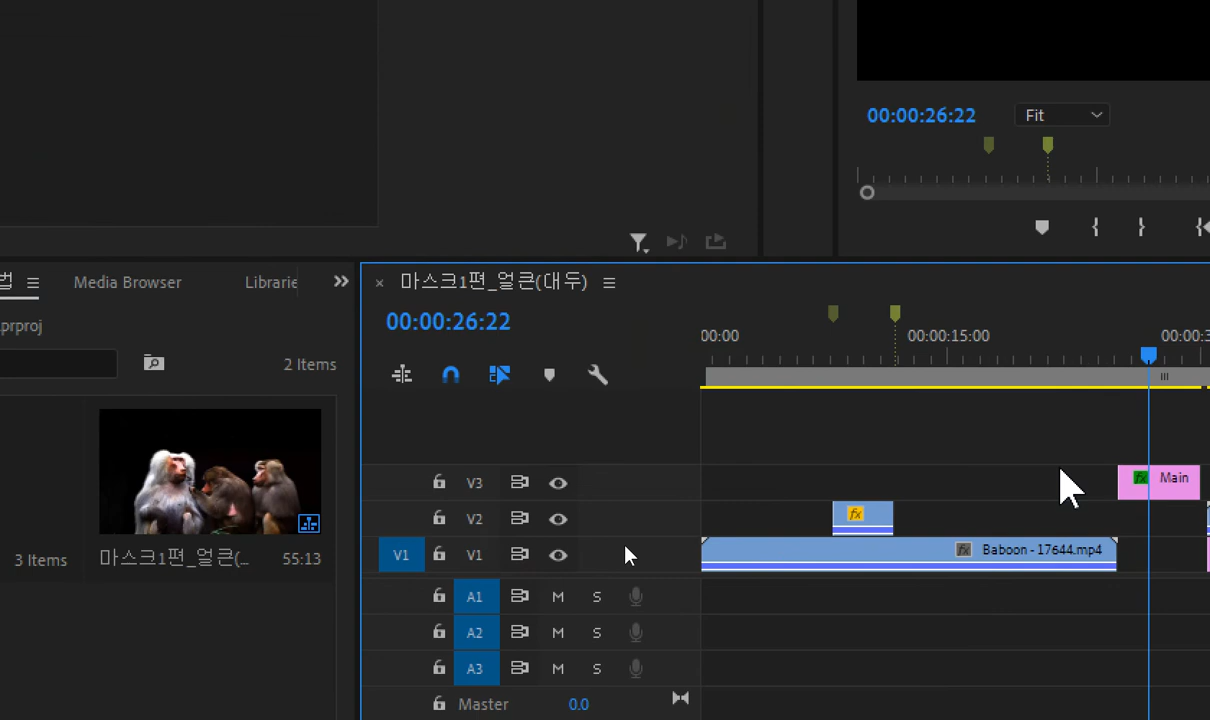 00:00:26:22
Fit
법
Media Browser
Librarie
마스크1편_얼큰(대두)
prproj
00:00:26:22
00:00
00:00:15:00
00:00:3
2 Items
V3
fx
Main
V2
fx
3 Items
마스크1편_얼큰(...
55:13
V1
V1
fx
Baboon - 17644.mp4
A1
M
S
A2
M
S
A3
M
S
Master
0.0